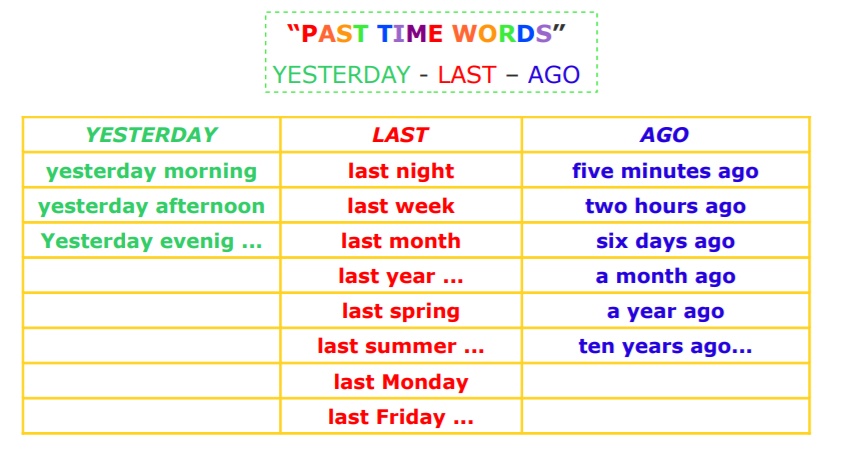 “PAST TIME WORDS”
YESTERDAY - LAST – AGO
YESTERDAY LAST AGO
yesterday morning last night five minutes ago
yesterday afternoon last week two hours ago
Yesterday evenig ... last month six days ago
last year ... a month ago
last spring a year ago
last summer ... ten years ago...
last Monday
last Friday ...